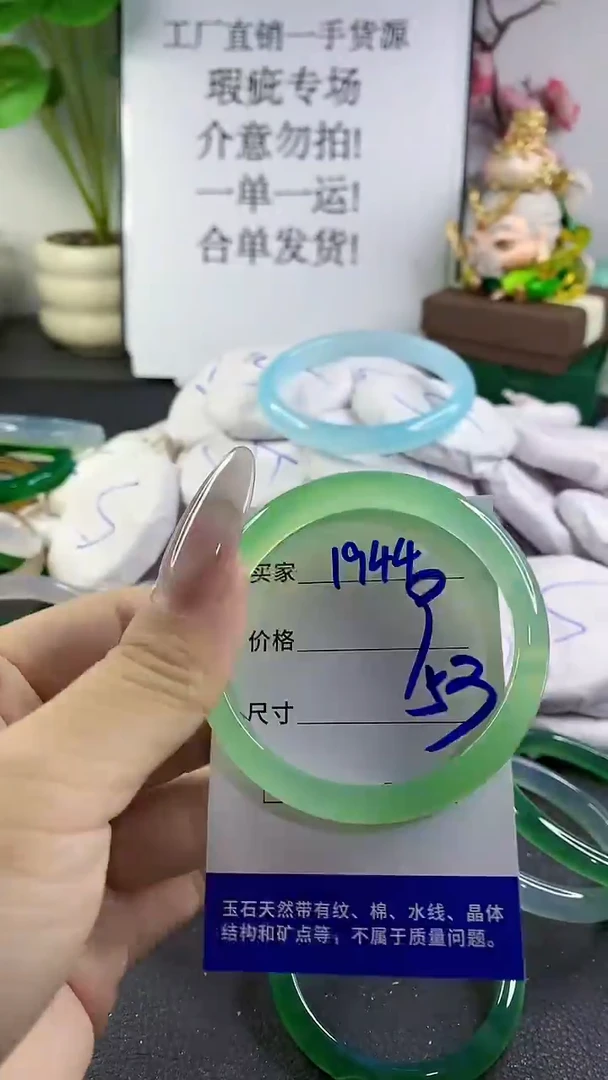 工厂直销一手货源
瑕疵专场
介意勿拍!
一单一运!
合单发货!
买家 1944
价格
尺寸 53
玉石天然带有纹、棉、水线、晶体
结构和矿点等，不属于质量问题。